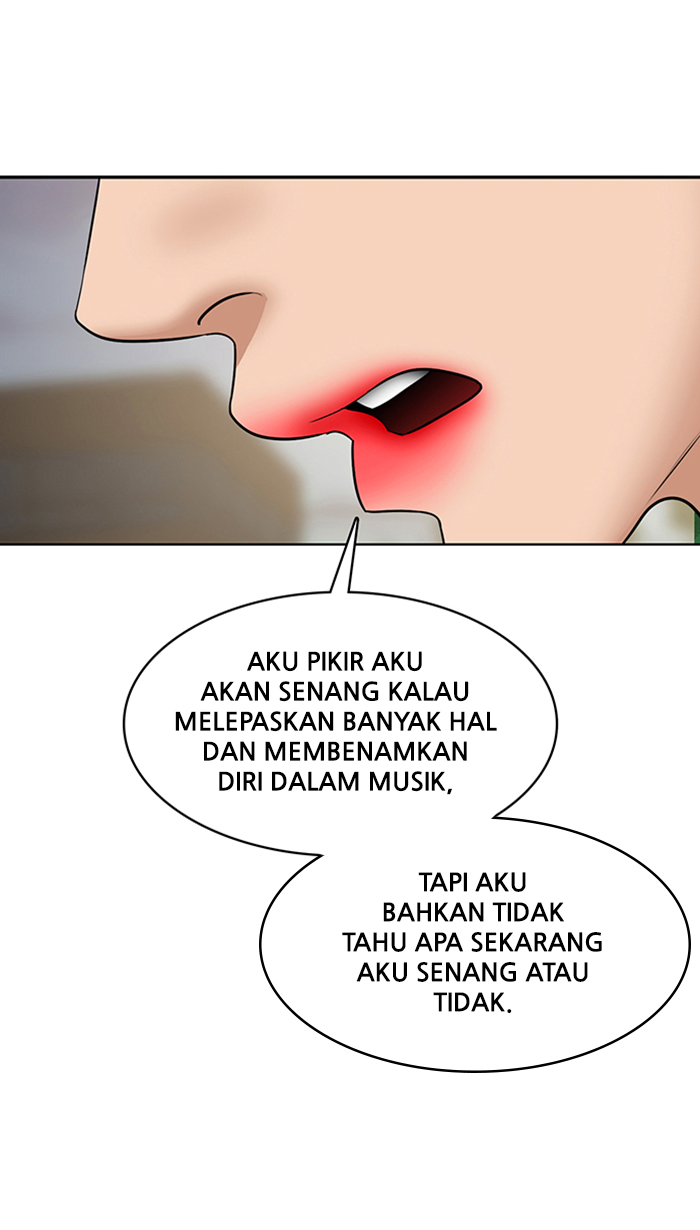 AKU PIKIR AKU
AKAN SENANG KALAU
MELEPASKAN BANYAK HAL
DAN MEMBENAMKAN
DIRI DALAM MUSIK,
TAPI AKU
BAHKAN TIDAK
TAHU APA SEKARANG
AKU SENANG ATAU
TIDAK.